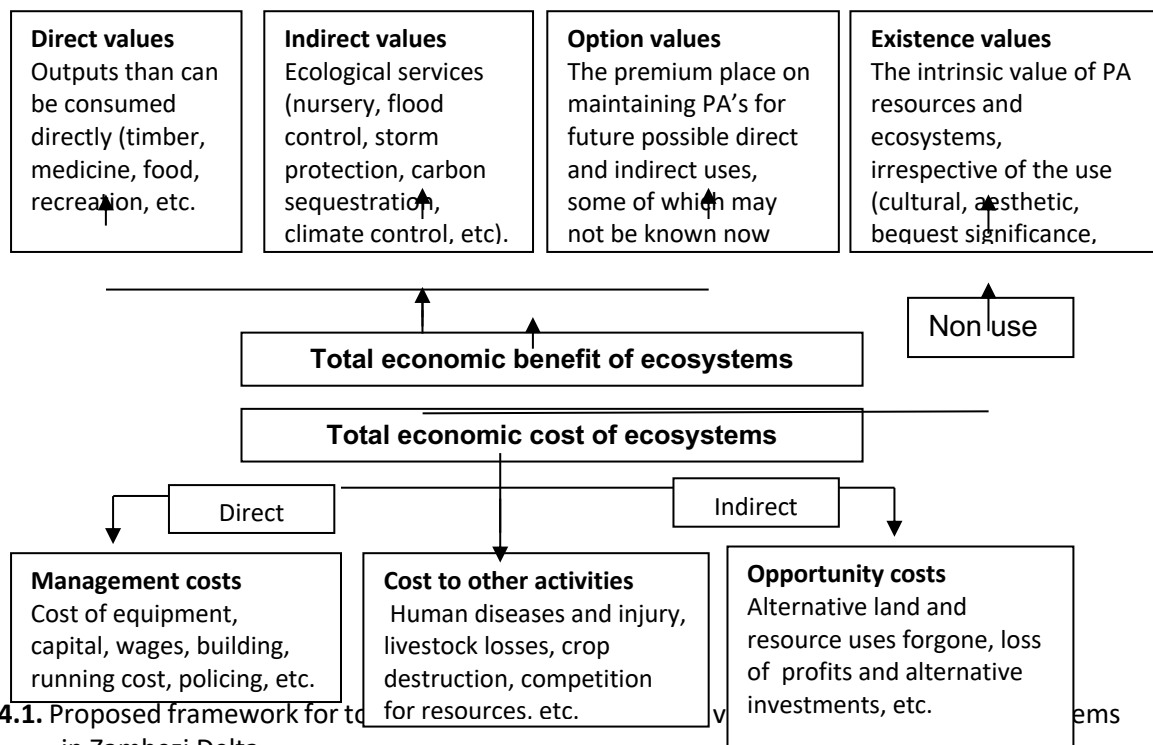 Direct values
Outputs than can
be consumed
directly (timber,
medicine, food,
recreation, etc.
Indirect values
Ecological services
(nursery, flood
control, storm
protection, carbon
sequestration,
climate control, etc).
Option values
The premium place on
maintaining PA's for
future possible direct
and indirect uses,
some of which may
not be known now
Existence values
The intrinsic value of PA
resources and
ecosystems,
irrespective of the use
(cultural, aesthetic,
bequest significance,
Non use
Total economic benefit of ecosystems
Total economic cost of ecosystems
Direct
Indirect
Management costs
Cost of equipment,
capital, wages, building,
running cost, policing, etc.
Cost to other activities
Human diseases and injury,
livestock losses, crop
destruction, competition
for resources. etc.
Opportunity costs
Alternative land and
resource uses forgone, loss
of profits and alternative
investments, etc.
4.1. Proposed framework for
in Zambezi Delta